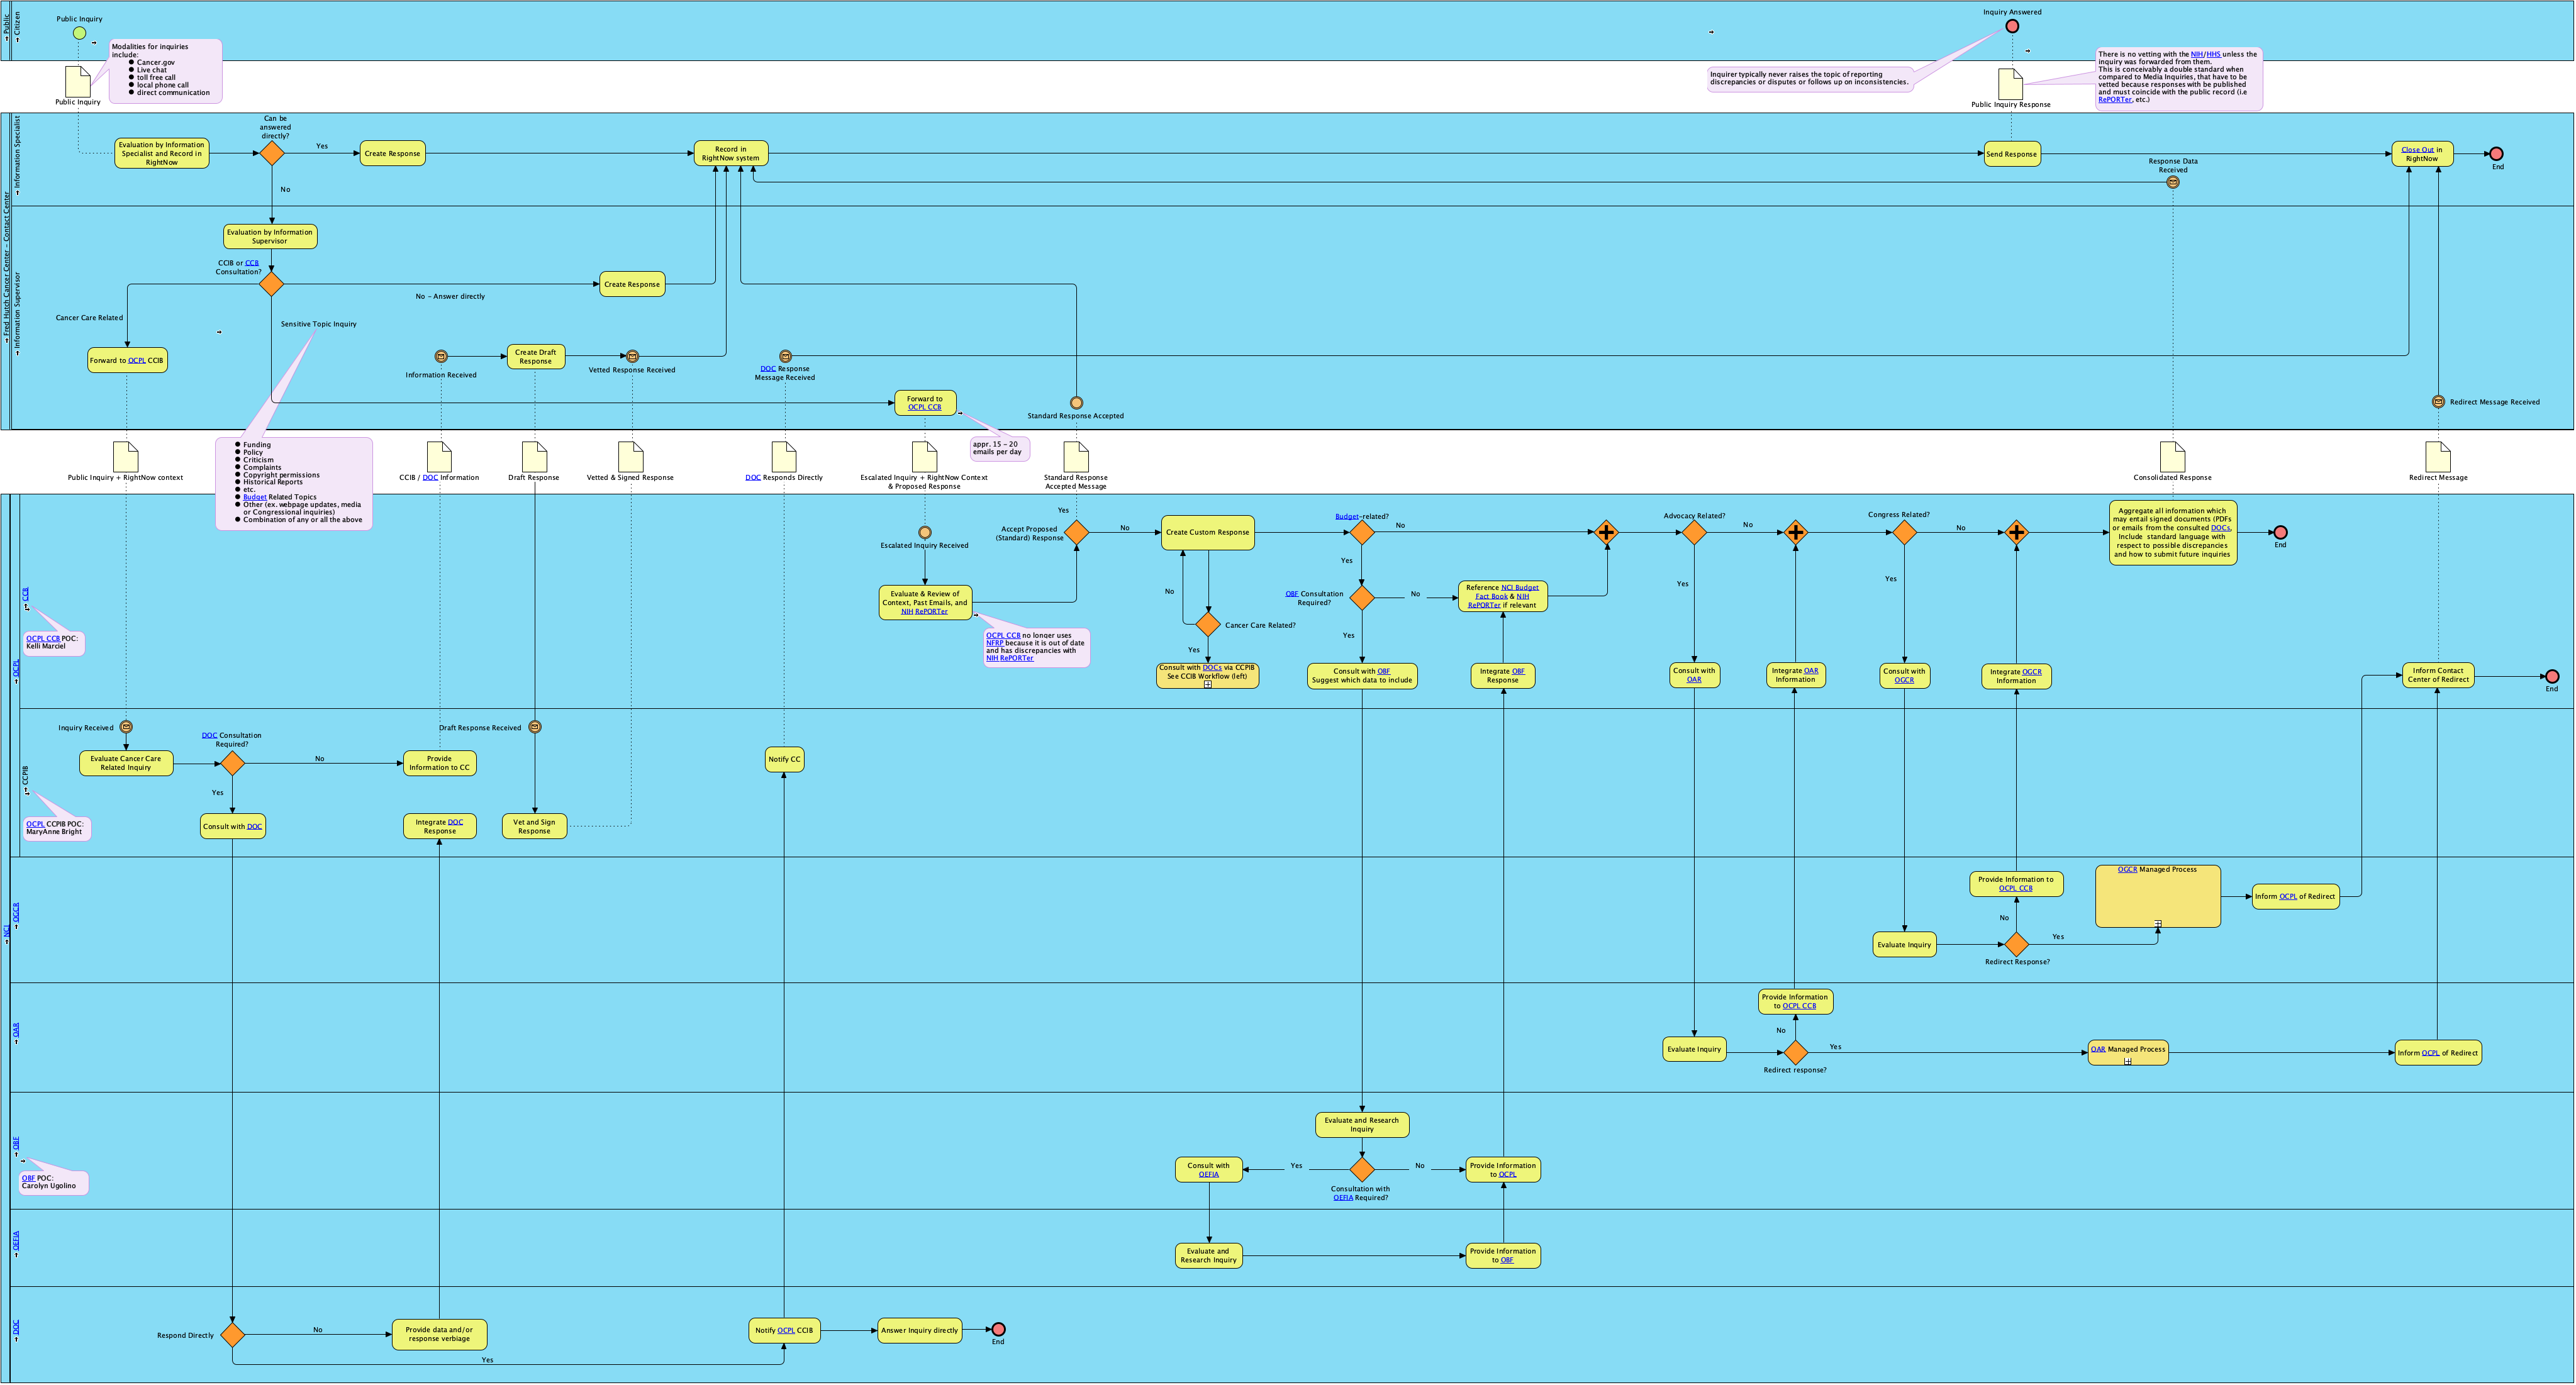 Public
Citizen
Public Inquiry
Modalities for inquiries
include:
● Cancer.gov
● Live chat
● toll free call
● local phone call
● direct communication
Public Inquiry
Inquiry Answered
Inquirer typically never raises the topic of reporting
discrepancies or disputes or follows up on inconsistencies.
Public Inquiry Response
There is no vetting with the NIH/HHS unless the
inquiry was forwarded from them.
This is conceivably a double standard when
compared to Media Inquiries, that have to be
vetted because responses with be published
and must coincide with the public record (i.e
RePORTer, etc.)
Fred Hutch Cancer Center - Contact Center
Information Specialist
Evaluation by Information
Specialist and Record in
RightNow
Can be
answered
directly?
Yes
No
Create Response
Record in
RightNow system
Send Response
Response Data
Received
Close Out in
RightNow
End
Information Supervisor
Evaluation by Information
Supervisor
CCIB or CCB
Consultation?
No - Answer directly
Create Response
Cancer Care Related
Sensitive Topic Inquiry
Forward to OCPL CCIB
Information Received
Create Draft
Response
Vetted Response Received
DOC Response
Message Received
Forward to
OCPL CCB
Standard Response Accepted
Redirect Message Received
appr. 15 - 20
emails per day
● Funding
● Policy
● Criticism
● Complaints
● Copyright permissions
● Historical Reports
● etc.
● Budget Related Topics
● Other (ex. webpage updates, media
or Congressional inquiries)
● Combination of any or all the above
Public Inquiry + RightNow context
CCIB / DOC Information
Draft Response
Vetted & Signed Response
DOC Responds Directly
Escalated Inquiry + RightNow Context
& Proposed Response
Standard Response
Accepted Message
Consolidated Response
Redirect Message
NCI
OCPL
CCB
OCPL CCB POC:
Kelli Marciel
Escalated Inquiry Received
Evaluate & Review of
Context, Past Emails, and
NIH RePORTer
OCPL CCB no longer uses
NFRP because it is out of date
and has discrepancies with
NIH RePORTer
Yes
Accept Proposed
(Standard) Response
No
Create Custom Response
No
Cancer Care Related?
Yes
Consult with DOCs via CCPIB
See CCIB Workflow (left)
Budget-related?
No
Yes
OBF Consultation
Required?
No
Yes
Reference NCI Budget
Fact Book & NIH
RePORTer if relevant
Consult with OBF
Suggest which data to include
Integrate OBF
Response
Advocacy Related?
No
Yes
Consult with
OAR
Integrate OAR
Information
Congress Related?
No
Yes
Consult with
OGCR
Integrate OGCR
Information
Aggregate all information which
may entail signed documents (PDFs
or emails from the consulted DOCs.
Include standard language with
respect to possible discrepancies
and how to submit future inquiries
End
Inform Contact
Center of Redirect
End
CCPIB
OCPL CCPIB POC:
MaryAnne Bright
Inquiry Received
Evaluate Cancer Care
Related Inquiry
DOC Consultation
Required?
No
Yes
Provide
Information to CC
Consult with DOC
Integrate DOC
Response
Draft Response Received
Vet and Sign
Response
Notify CC
OGCR
Evaluate Inquiry
Provide Information to
OCPL CCB
No
Yes
Redirect Response?
OGCR Managed Process
Inform OCPL of Redirect
OAR
Evaluate Inquiry
Provide Information
to OCPL CCB
No
Yes
Redirect response?
OAR Managed Process
Inform OCPL of Redirect
OBF
OBF POC:
Carolyn Ugolino
Evaluate and Research
Inquiry
Consult with
OEFIA
Yes
No
Consultation with
OEFIA Required?
Provide Information
to OCPL
OEFIA
Evaluate and
Research Inquiry
Provide Information
to OBF
DOC
Respond Directly
No
Yes
Provide data and/or
response verbiage
Notify OCPL CCIB
Answer Inquiry directly
End